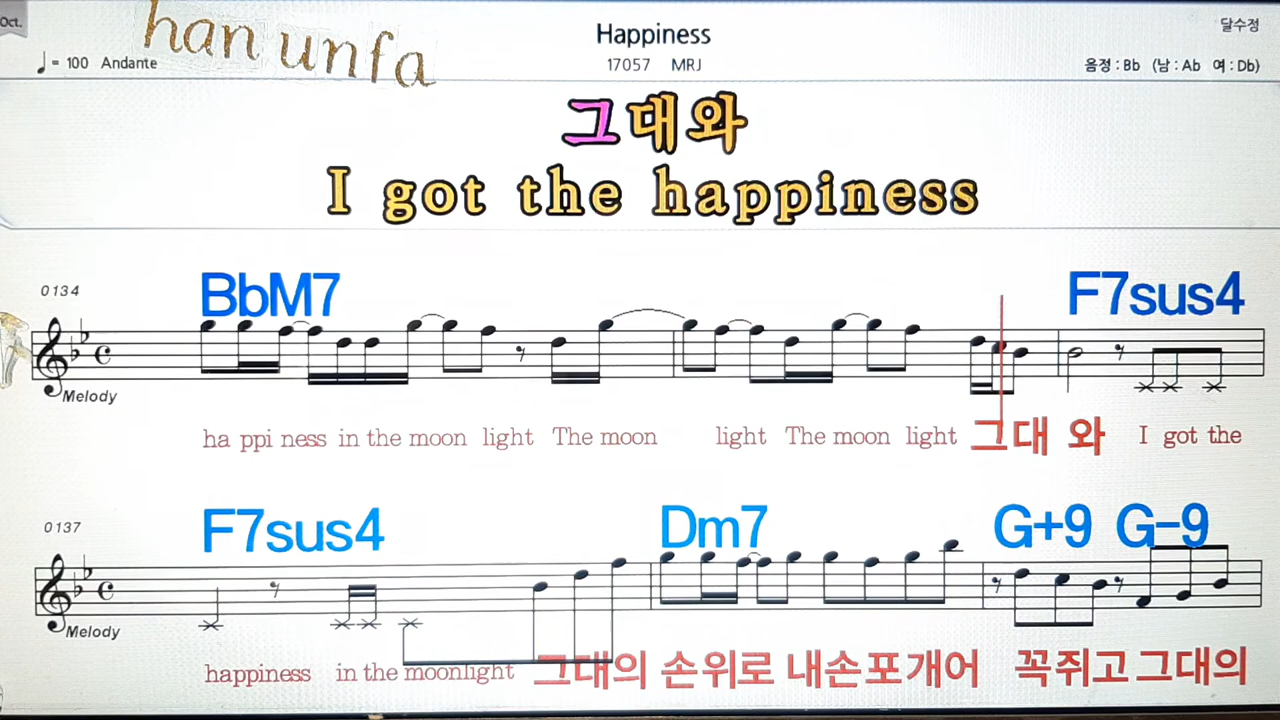 Oct.
han unfa
Happiness
달수정
♩ = 100 Andante
17057 MRJ
음정 : Bb (남 : Ab 여 : Db)
그대와
I got the happiness
BbM7 F7sus4
0134
Melody
ha ppi ness in the moon light The moon light The moon light 그대 와 I got the
F7sus4 Dm7 G+9 G-9
0137
Melody
happiness in the moonlight 그대의 손위로 내손포개어 꼭쥐고 그대의